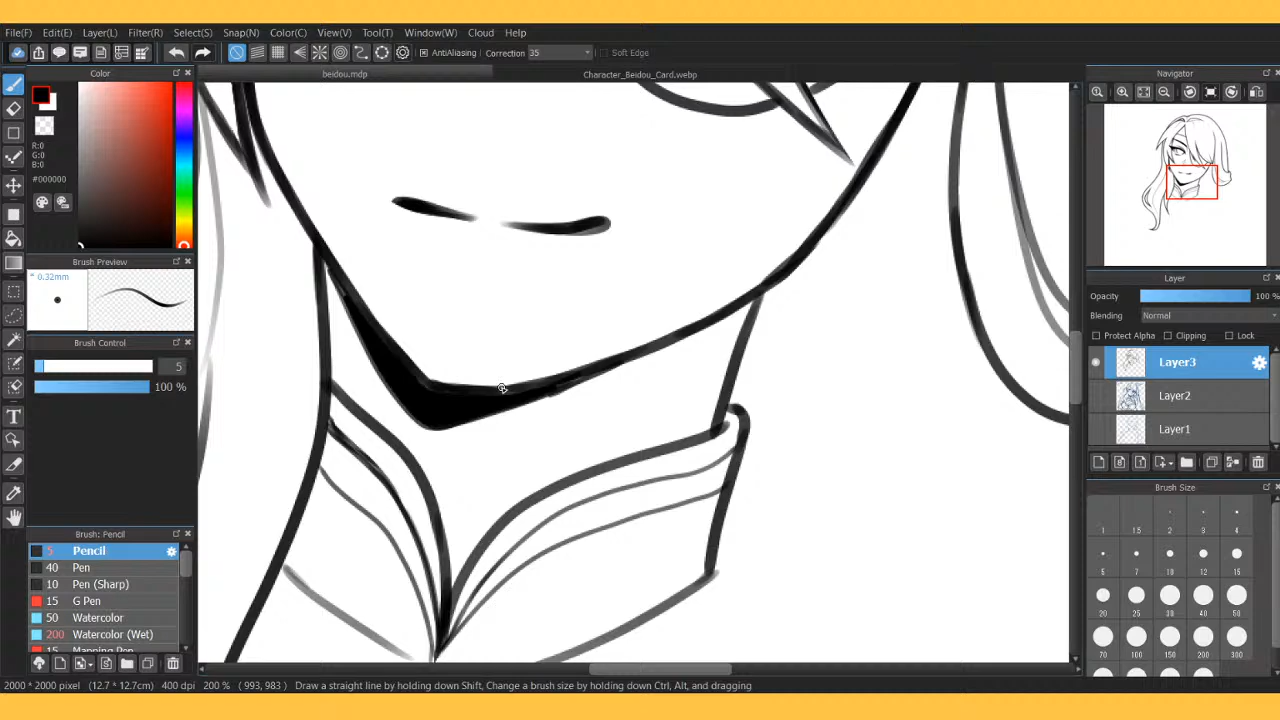 File(F) Edit(E) Layer(L) Filter(R) Select(S) Snap(N) Color(C) View(V) Tool(T) Window(W) Cloud Help
AntiAliasing Correction 35 Soft Edge
Color
beidou.mdp
Character_Beidou_Card.webp
Navigator
R:0
G:0
B:0
#000000
Brush Preview
* 0.32mm
Brush Control
5
100 %
Layer
Opacity 100 %
Blending Normal
Protect Alpha Clipping Lock
Layer3
Layer2
Layer1
Brush Size
1 1.5 2 3 4
5 7 10 12 15
20 25 30 40 50
70 100 150 200 300
Brush: Pencil
5 Pencil
40 Pen
10 Pen (Sharp)
15 G Pen
50 Watercolor
200 Watercolor (Wet)
15 Mapping Pen
2000 * 2000 pixel (12.7 * 12.7cm) 400 dpi 200 % ( 993, 983 ) Draw a straight line by holding down Shift, Change a brush size by holding down Ctrl, Alt, and dragging